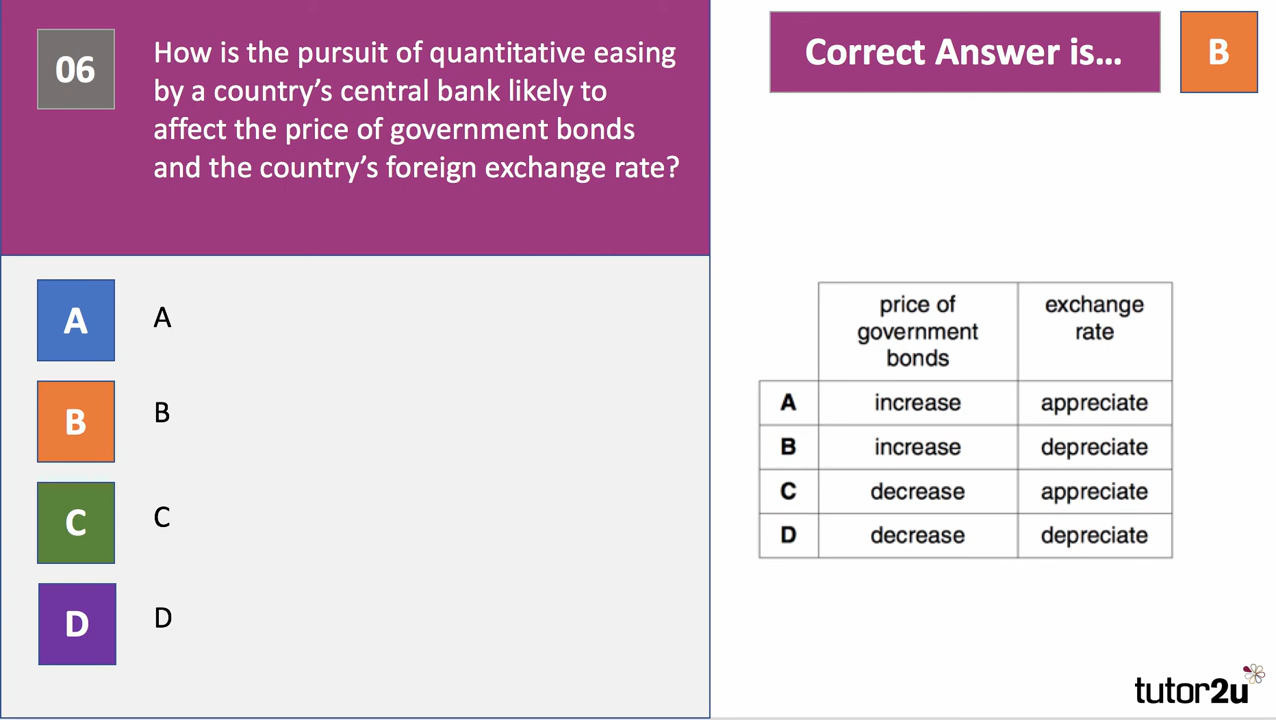 06
How is the pursuit of quantitative easing
by a country’s central bank likely to
affect the price of government bonds
and the country’s foreign exchange rate?
A A
B B
C C
D D
Correct Answer is... B
price of
government
bonds
exchange
rate
A increase appreciate
B increase depreciate
C decrease appreciate
D decrease depreciate
tutor2u